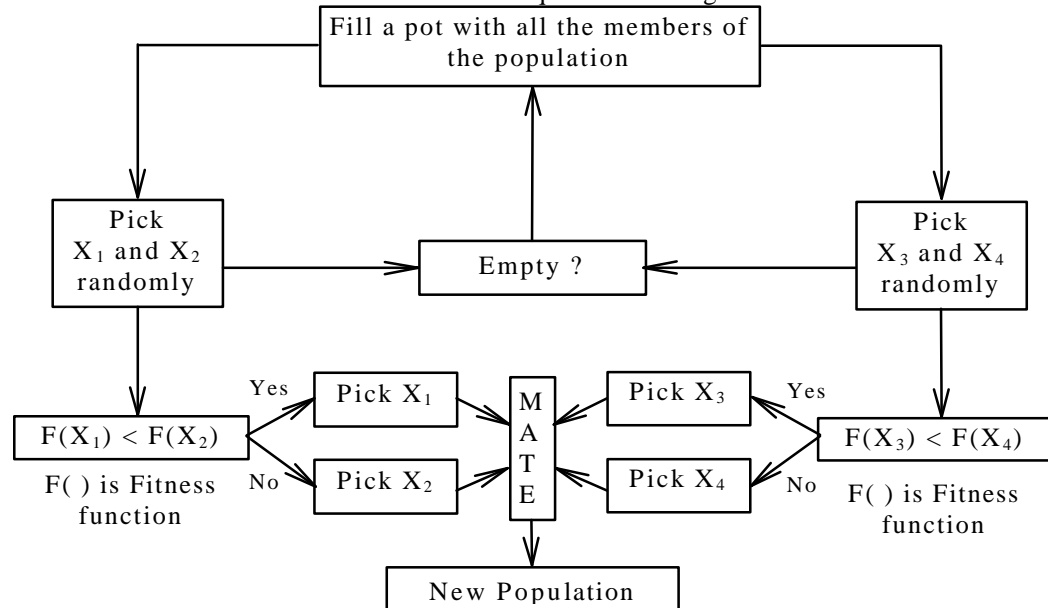 Fill a pot with all the members of
the population
Pick
X₁ and X₂
randomly
Empty ?
Pick
X₃ and X₄
randomly
Yes
Pick X₁
M
A
T
E
Pick X₃
Yes
F(X₁) < F(X₂)
F(X₃) < F(X₄)
No
Pick X₂
Pick X₄
No
F( ) is Fitness
function
F( ) is Fitness
function
New Population